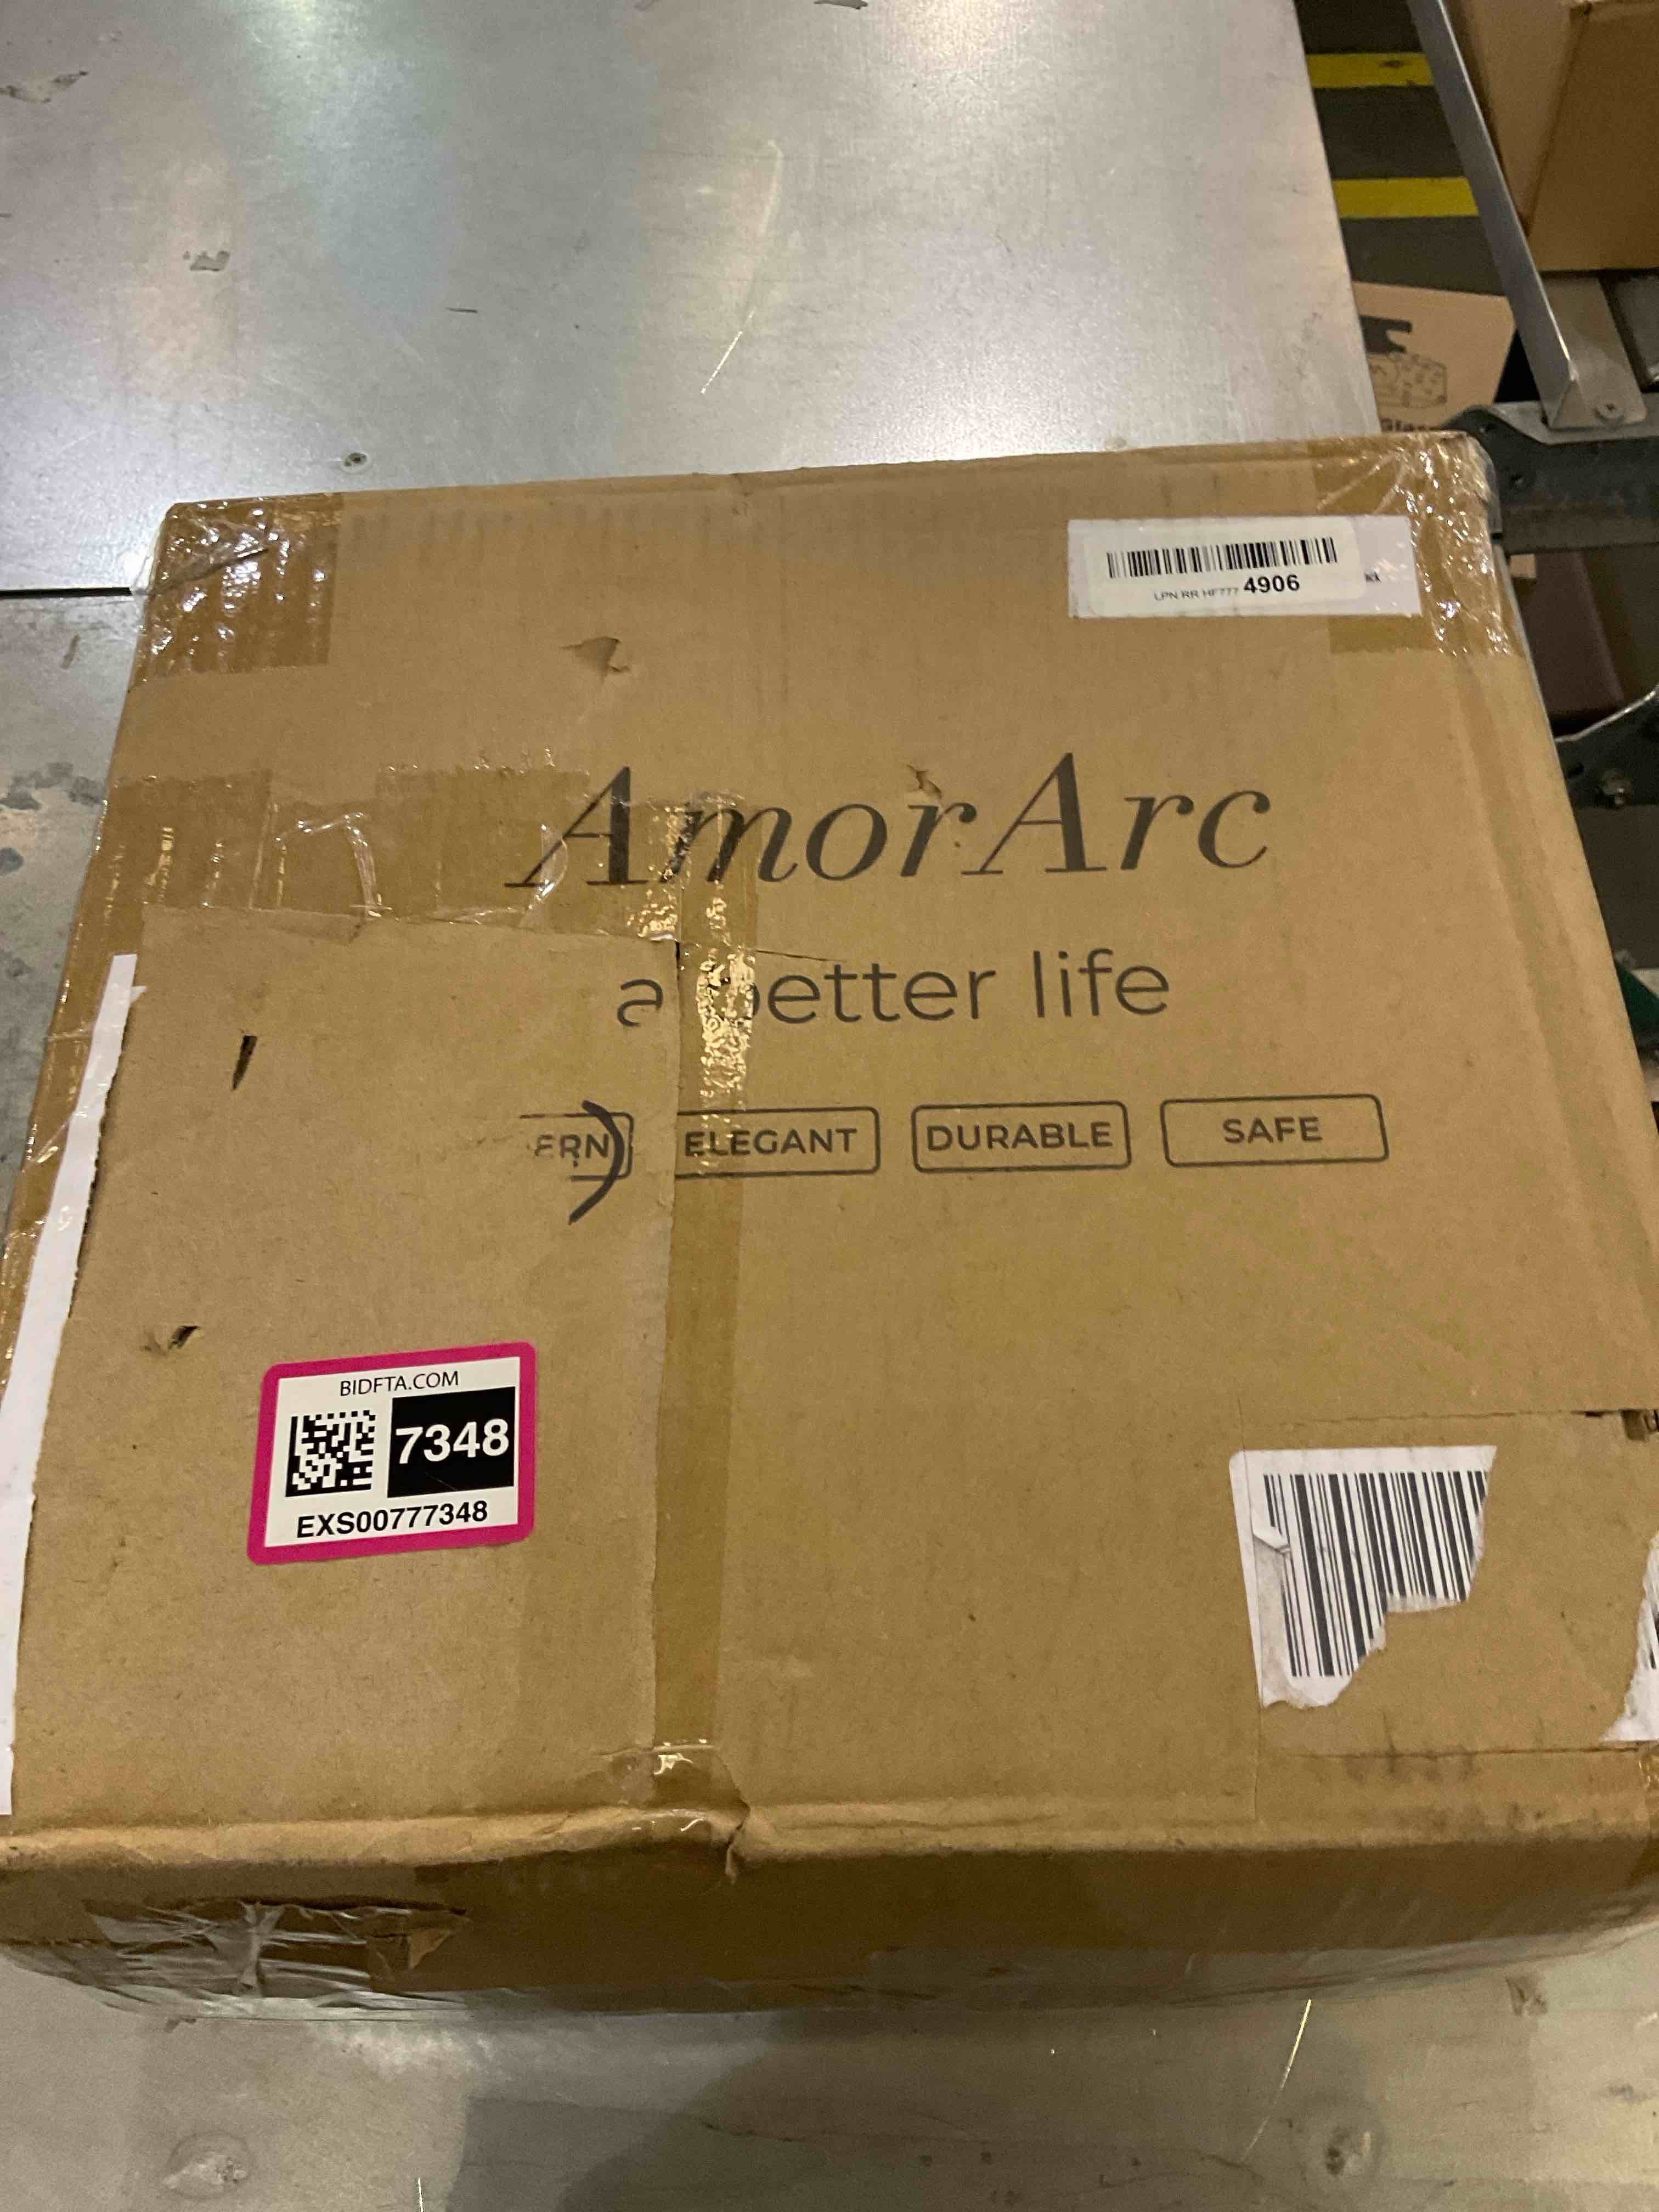 LPN RR HF777 4906
AmorArc
a better life
ERN ELEGANT DURABLE SAFE
BIDFTA.COM
7348
EXS00777348